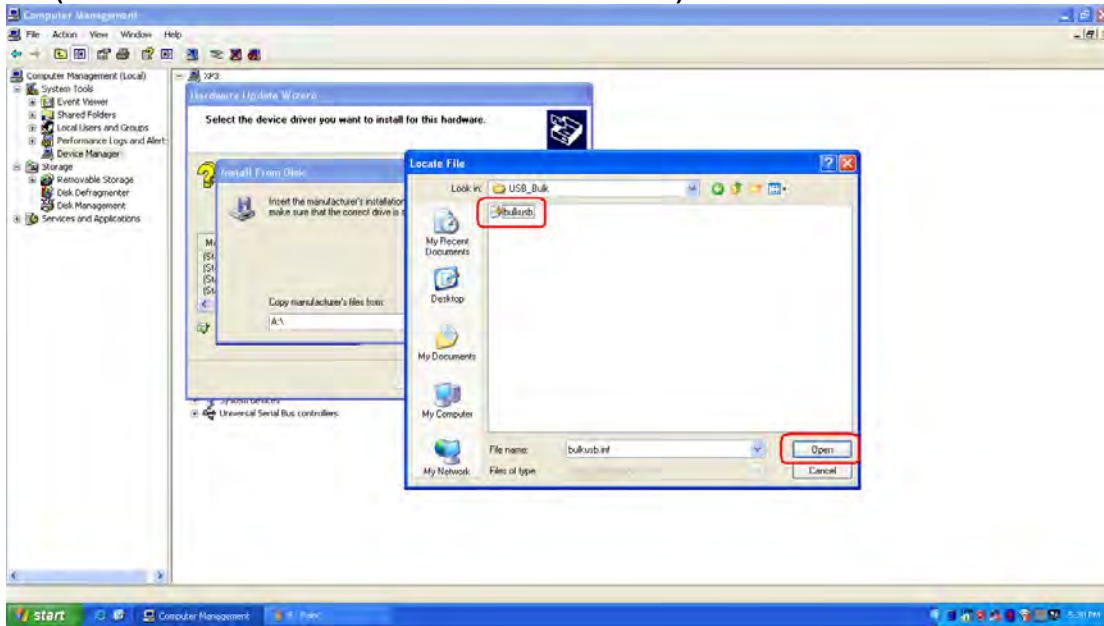 Computer Management
File Action View Window Help
Computer Management (Local)
System Tools
Event Viewer
Shared Folders
Local Users and Groups
Performance Logs and Alert
Device Manager
Storage
Removable Storage
Disk Defragmenter
Disk Management
Services and Applications
XP3
Hardware Update Wizard
Select the device driver you want to install for this hardware.
Install From Disk
Insert the manufacturer's installation
make sure that the correct drive is s
Copy manufacturer's files from:
A:\
Universal Serial Bus controllers
Locate File
Look in:
USB_Bulk
bulkusb
My Recent
Documents
Desktop
My Documents
My Computer
My Network
File name:
bulkusb.inf
Open
Files of type:
Cancel
start
Computer Management
5:30 PM